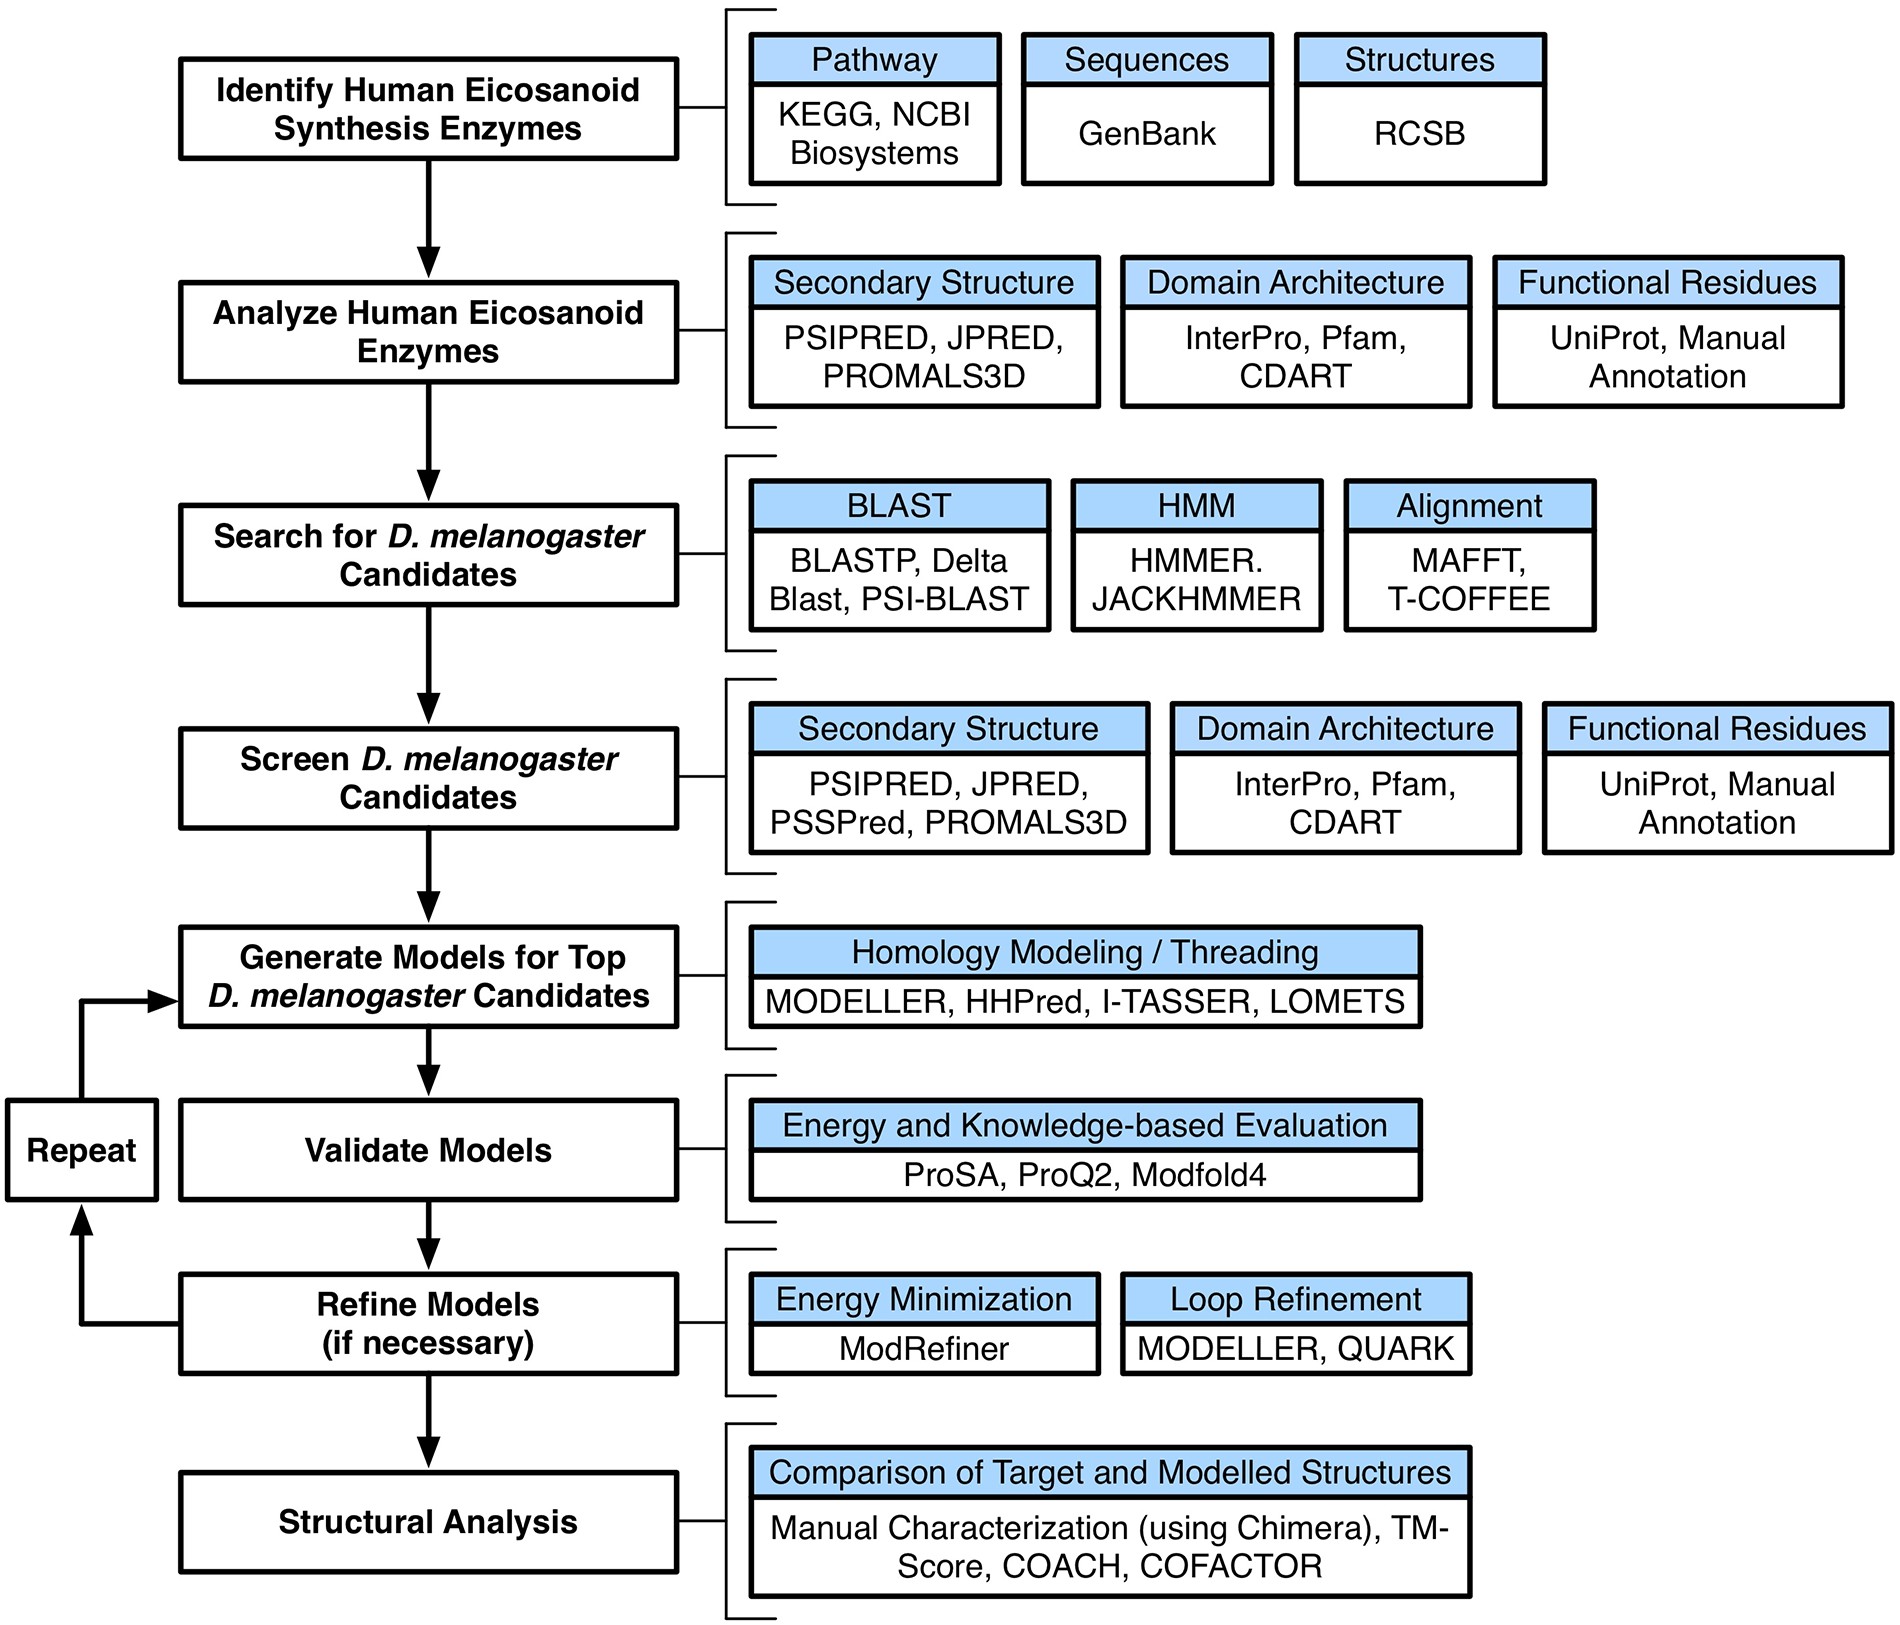 Identify Human Eicosanoid
Synthesis Enzymes
Pathway
KEGG, NCBI
Biosystems
Sequences
GenBank
Structures
RCSB
Analyze Human Eicosanoid
Enzymes
Secondary Structure
PSIPRED, JPRED,
PROMALS3D
Domain Architecture
InterPro, Pfam,
CDART
Functional Residues
UniProt, Manual
Annotation
Search for D. melanogaster
Candidates
BLAST
BLASTP, Delta
Blast, PSI-BLAST
HMM
HMMER.
JACKHMMER
Alignment
MAFFT,
T-COFFEE
Screen D. melanogaster
Candidates
Secondary Structure
PSIPRED, JPRED,
PSSPred, PROMALS3D
Domain Architecture
InterPro, Pfam,
CDART
Functional Residues
UniProt, Manual
Annotation
Generate Models for Top
D. melanogaster Candidates
Homology Modeling / Threading
MODELLER, HHPred, I-TASSER, LOMETS
Repeat
Validate Models
Energy and Knowledge-based Evaluation
ProSA, ProQ2, Modfold4
Refine Models
(if necessary)
Energy Minimization
ModRefiner
Loop Refinement
MODELLER, QUARK
Structural Analysis
Comparison of Target and Modelled Structures
Manual Characterization (using Chimera), TM-
Score, COACH, COFACTOR